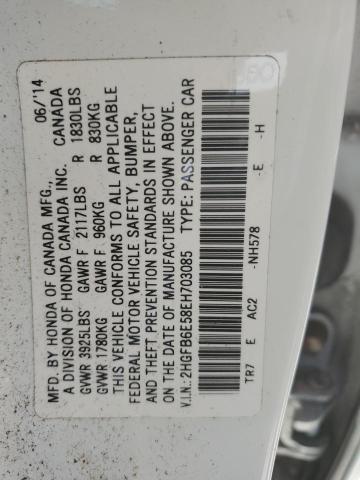 MFD. BY HONDA OF CANADA MFG., 06/'14
A DIVISION OF HONDA CANADA INC. CANADA
GVWR 3925LBS GAWR F 2117LBS R 1830LBS
GVWR 1780KG GAWR F 960KG R 830KG
THIS VEHICLE CONFORMS TO ALL APPLICABLE
FEDERAL MOTOR VEHICLE SAFETY, BUMPER,
AND THEFT PREVENTION STANDARDS IN EFFECT
ON THE DATE OF MANUFACTURE SHOWN ABOVE.
V.I.N.: 2HGFB6E58EH703085 TYPE: PASSENGER CAR
TR7 E AC2 -NH578 -E -H